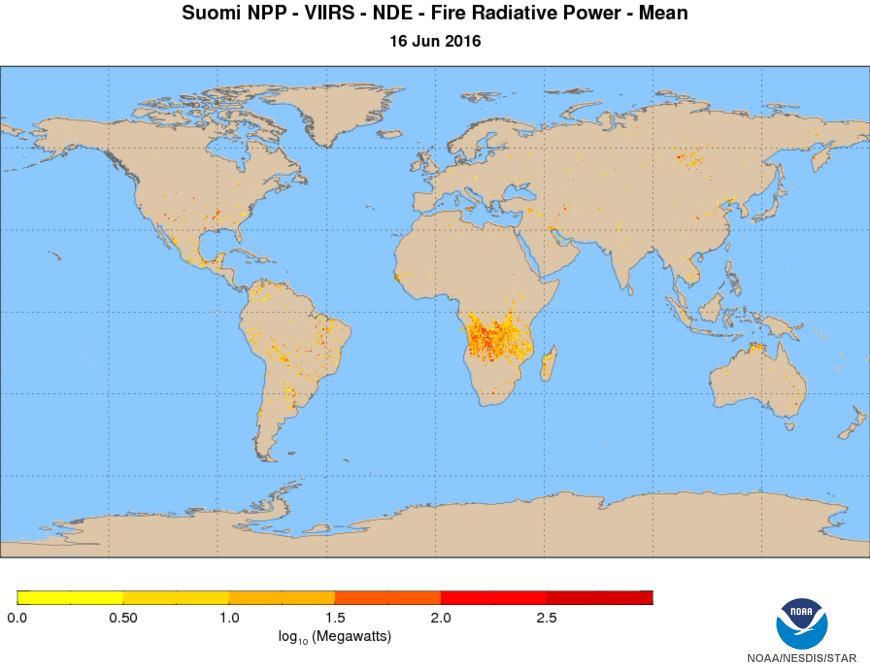 Suomi NPP - VIIRS - NDE - Fire Radiative Power - Mean
16 Jun 2016
0.0 0.50 1.0 1.5 2.0 2.5
log₁₀ (Megawatts)
NOAA
NOAA/NESDIS/STAR